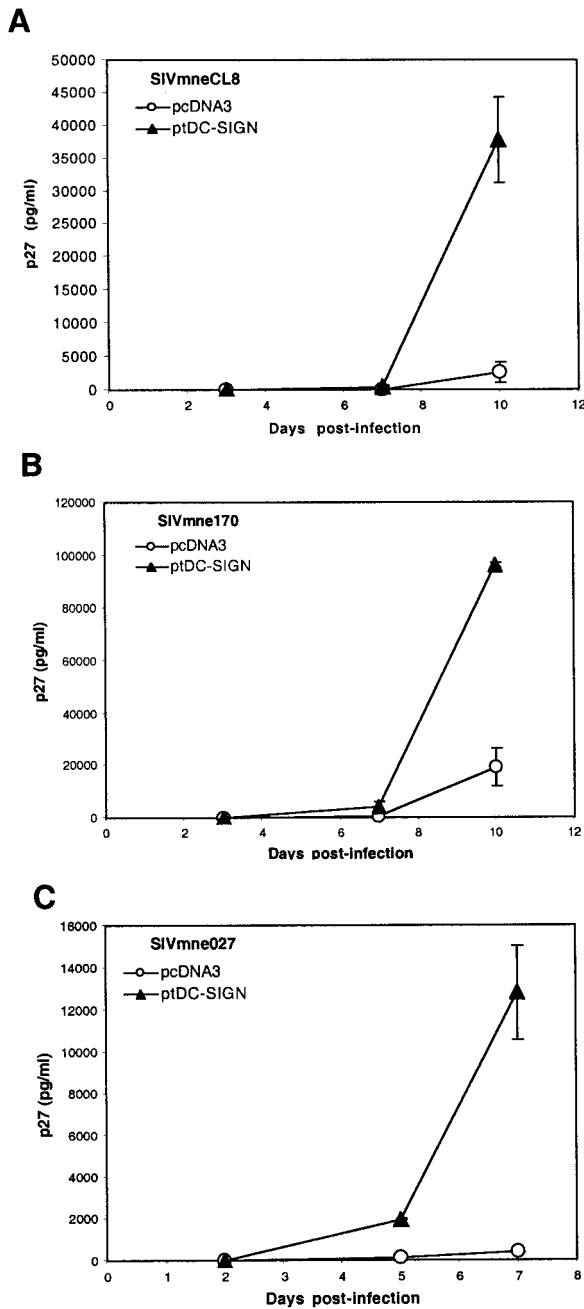 A
SIVmneCL8
pcDNA3
ptDC-SIGN
p27 (pg/ml)
50000
45000
40000
35000
30000
25000
20000
15000
10000
5000
0
0 2 4 6 8 10 12
Days post-infection
B
SIVmne170
pcDNA3
ptDC-SIGN
p27 (pg/ml)
120000
100000
80000
60000
40000
20000
0
0 2 4 6 8 10 12
Days post-infection
C
SIVmne027
pcDNA3
ptDC-SIGN
p27 (pg/ml)
16000
14000
12000
10000
8000
6000
4000
2000
0
0 1 2 3 4 5 6 7 8
Days post-infection